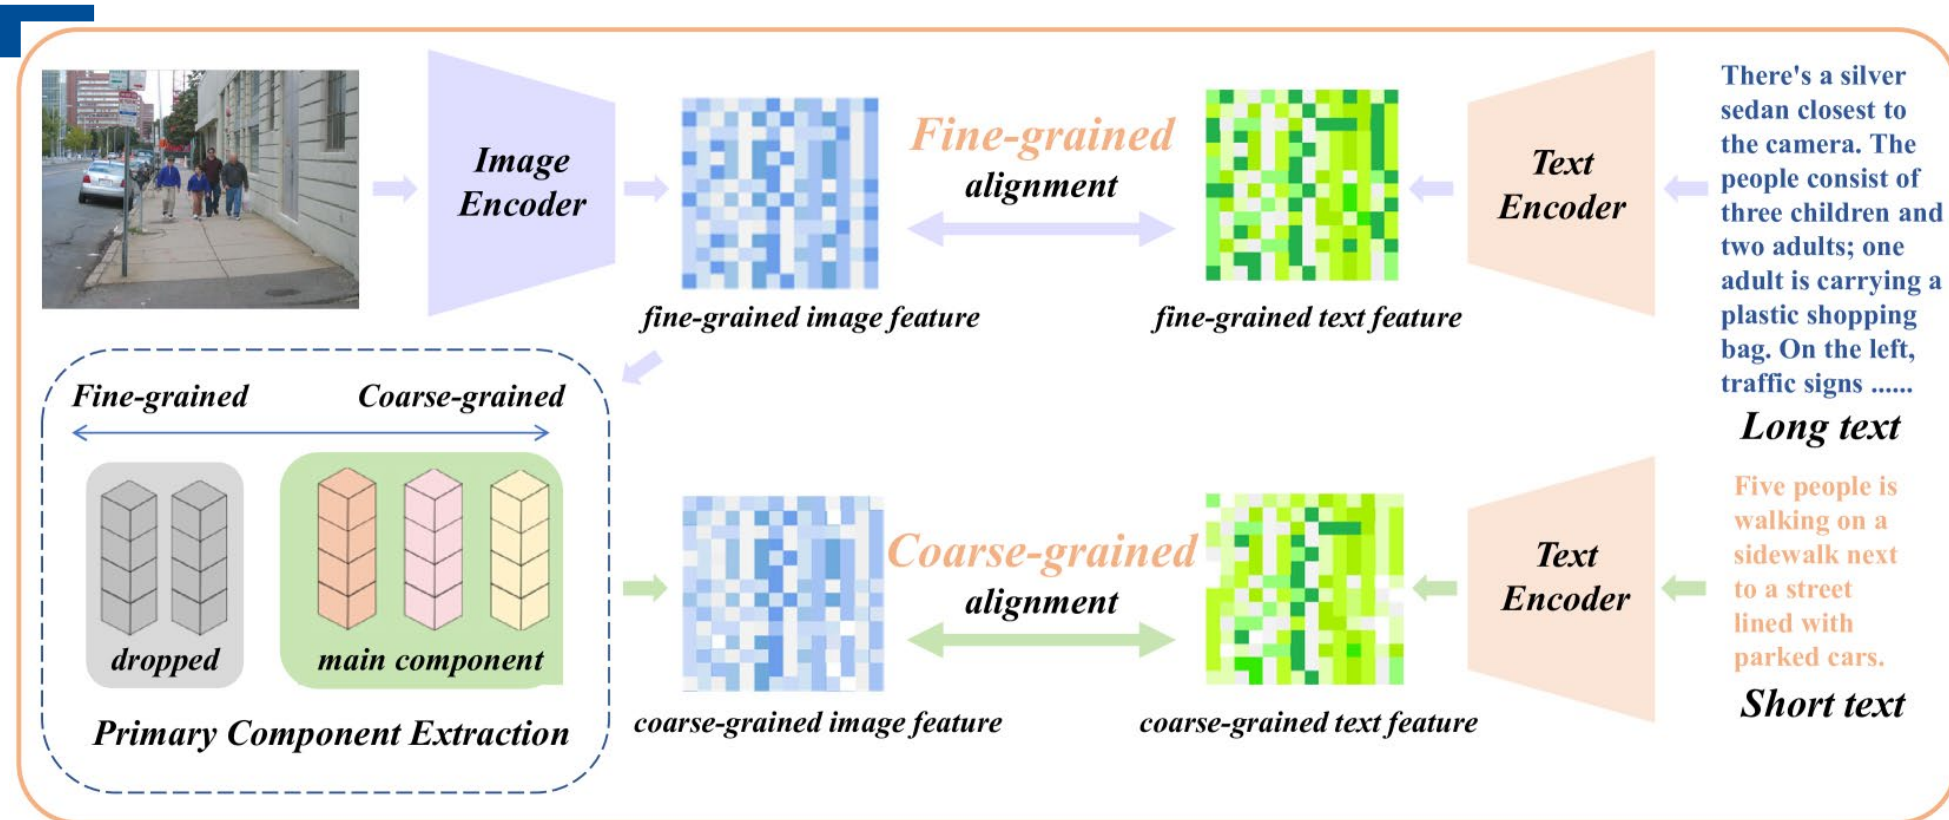 Image
Encoder
fine-grained image feature
Fine-grained
alignment
fine-grained text feature
Text
Encoder
There's a silver
sedan closest to
the camera. The
people consist of
three children and
two adults; one
adult is carrying a
plastic shopping
bag. On the left,
traffic signs ......
Long text
Fine-grained
Coarse-grained
dropped
main component
Primary Component Extraction
coarse-grained image feature
Coarse-grained
alignment
coarse-grained text feature
Text
Encoder
Five people is
walking on a
sidewalk next
to a street
lined with
parked cars.
Short text